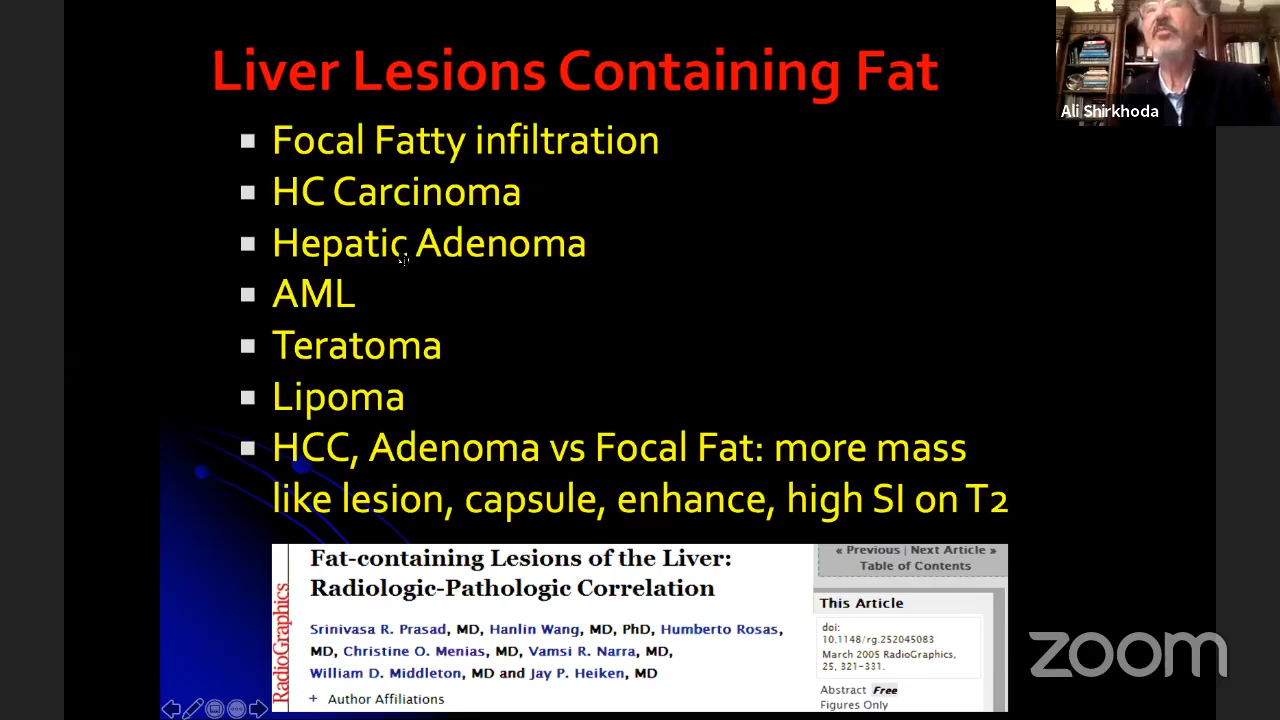 Liver Lesions Containing Fat
Ali Shirkhoda
Focal Fatty infiltration
HC Carcinoma
Hepatic Adenoma
AML
Teratoma
Lipoma
HCC, Adenoma vs Focal Fat: more mass
like lesion, capsule, enhance, high SI on T2
RadioGraphics
Fat-containing Lesions of the Liver:
Radiologic-Pathologic Correlation
Srinivasa R. Prasad, MD, Hanlin Wang, MD, PhD, Humberto Rosas,
MD, Christine O. Menias, MD, Vamsi R. Narra, MD,
William D. Middleton, MD and Jay P. Heiken, MD
+ Author Affiliations
« Previous | Next Article »
Table of Contents
This Article
doi:
10.1148/rg.252045083
March 2005 RadioGraphics,
25, 321-331.
Abstract Free
Figures Only
zoom